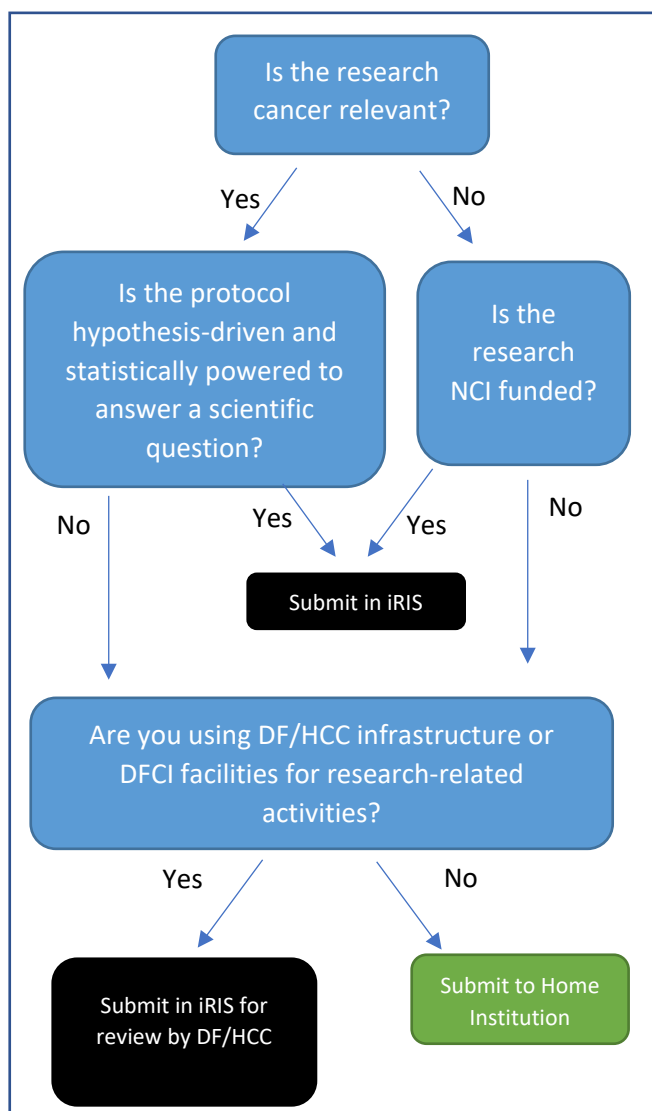 Is the research
cancer relevant?
Yes
No
Is the protocol
hypothesis-driven and
statistically powered to
answer a scientific
question?
Is the
research
NCI funded?
No
Yes
Yes
No
Submit in iRIS
Are you using DF/HCC infrastructure or
DFCI facilities for research-related
activities?
Yes
No
Submit in iRIS for
review by DF/HCC
Submit to Home
Institution